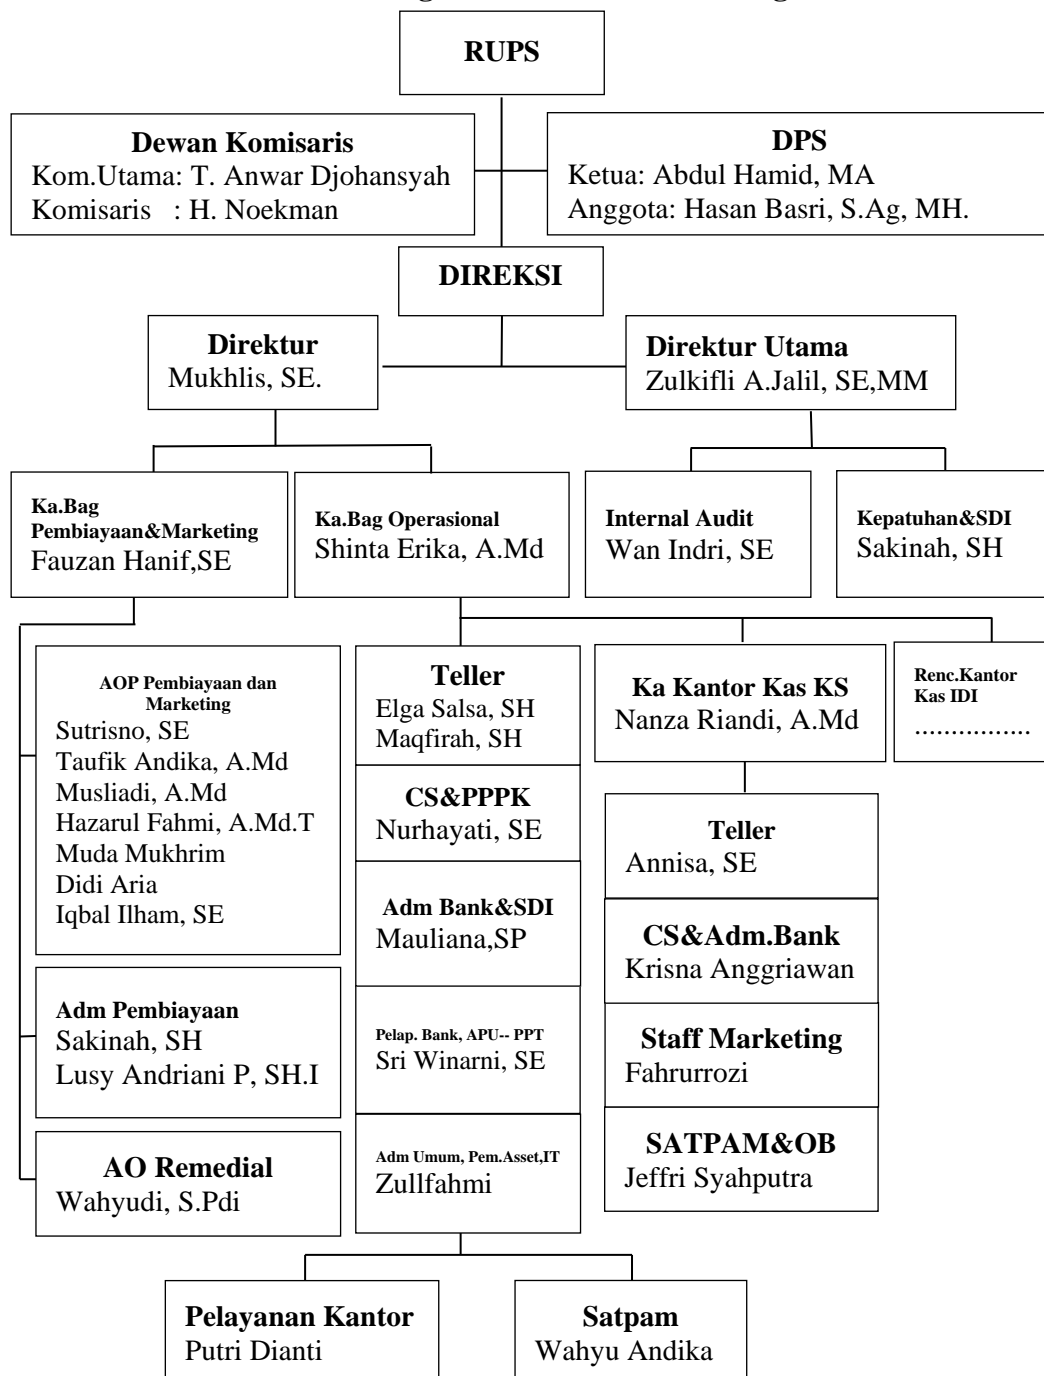 RUPS
Dewan Komisaris
Kom.Utama: T. Anwar Djohansyah
Komisaris : H. Noekman
DPS
Ketua: Abdul Hamid, MA
Anggota: Hasan Basri, S.Ag, MH.
DIREKSI
Direktur
Mukhlis, SE.
Direktur Utama
Zulkifli A.Jalil, SE,MM
Ka.Bag
Pembiayaan&Marketing
Fauzan Hanif,SE
Ka.Bag Operasional
Shinta Erika, A.Md
Internal Audit
Wan Indri, SE
Kepatuhan&SDI
Sakinah, SH
AOP Pembiayaan dan
Marketing
Sutrisno, SE
Taufik Andika, A.Md
Musliadi, A.Md
Hazarul Fahmi, A.Md.T
Muda Mukhrim
Didi Aria
Iqbal Ilham, SE
Adm Pembiayaan
Sakinah, SH
Lusy Andriani P, SH.I
AO Remedial
Wahyudi, S.Pdi
Teller
Elga Salsa, SH
Maqfirah, SH
CS&PPPK
Nurhayati, SE
Adm Bank&SDI
Mauliana,SP
Pelap. Bank, APU-- PPT
Sri Winarni, SE
Adm Umum, Pem.Asset,IT
Zullfahmi
Ka Kantor Kas KS
Nanza Riandi, A.Md
Teller
Annisa, SE
CS&Adm.Bank
Krisna Anggriawan
Staff Marketing
Fahrurrozi
SATPAM&OB
Jeffri Syahputra
Renc.Kantor
Kas IDI
................
Pelayanan Kantor
Putri Dianti
Satpam
Wahyu Andika